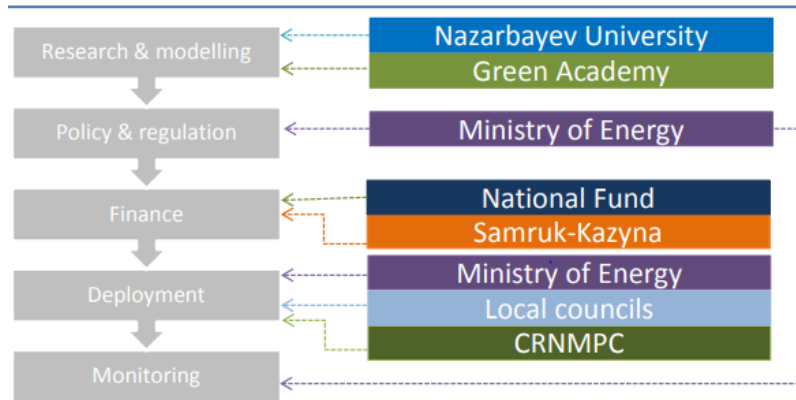 Research & modelling
Nazarbayev University
Green Academy
Policy & regulation
Ministry of Energy
Finance
National Fund
Samruk-Kazyna
Deployment
Ministry of Energy
Local councils
CRNMPC
Monitoring